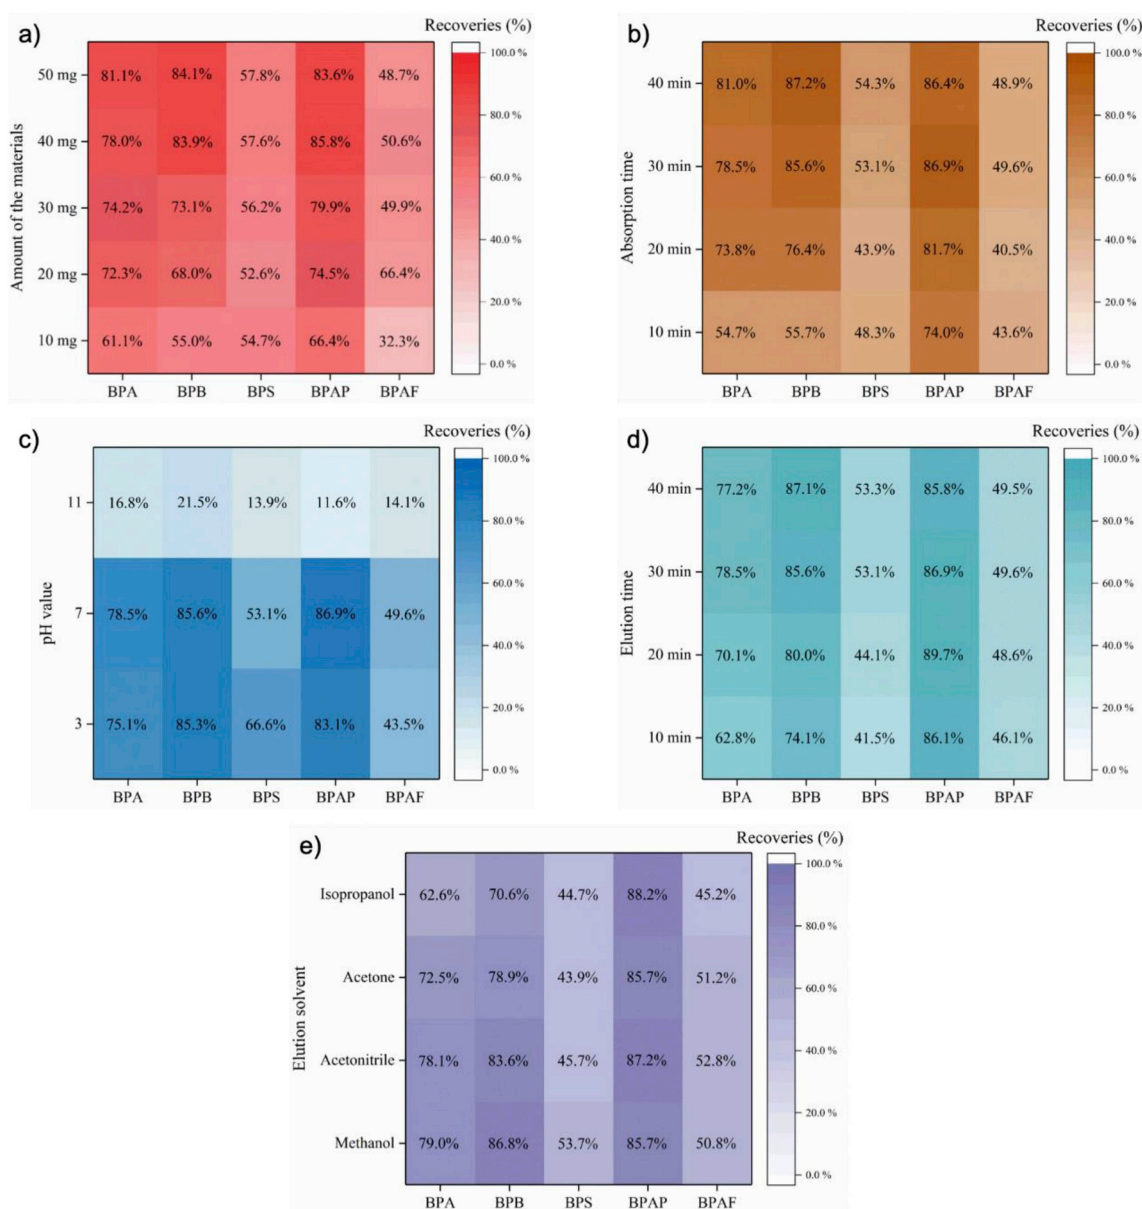 a)
Recoveries (%)
Amount of the materials
50 mg 81.1% 84.1% 57.8% 83.6% 48.7%
40 mg 78.0% 83.9% 57.6% 85.8% 50.6%
30 mg 74.2% 73.1% 56.2% 79.9% 49.9%
20 mg 72.3% 68.0% 52.6% 74.5% 66.4%
10 mg 61.1% 55.0% 54.7% 66.4% 32.3%
BPA BPB BPS BPAP BPAF
100.0 %
80.0 %
60.0 %
40.0 %
20.0 %
0.0 %
b)
Recoveries (%)
Absorption time
40 min 81.0% 87.2% 54.3% 86.4% 48.9%
30 min 78.5% 85.6% 53.1% 86.9% 49.6%
20 min 73.8% 76.4% 43.9% 81.7% 40.5%
10 min 54.7% 55.7% 48.3% 74.0% 43.6%
BPA BPB BPS BPAP BPAF
100.0 %
80.0 %
60.0 %
40.0 %
20.0 %
0.0 %
c)
Recoveries (%)
pH value
11 16.8% 21.5% 13.9% 11.6% 14.1%
7 78.5% 85.6% 53.1% 86.9% 49.6%
3 75.1% 85.3% 66.6% 83.1% 43.5%
BPA BPB BPS BPAP BPAF
100.0 %
80.0 %
60.0 %
40.0 %
20.0 %
0.0 %
d)
Recoveries (%)
Elution time
40 min 77.2% 87.1% 53.3% 85.8% 49.5%
30 min 78.5% 85.6% 53.1% 86.9% 49.6%
20 min 70.1% 80.0% 44.1% 89.7% 48.6%
10 min 62.8% 74.1% 41.5% 86.1% 46.1%
BPA BPB BPS BPAP BPAF
100.0 %
80.0 %
60.0 %
40.0 %
20.0 %
0.0 %
e)
Recoveries (%)
Elution solvent
Isopropanol 62.6% 70.6% 44.7% 88.2% 45.2%
Acetone 72.5% 78.9% 43.9% 85.7% 51.2%
Acetonitrile 78.1% 83.6% 45.7% 87.2% 52.8%
Methanol 79.0% 86.8% 53.7% 85.7% 50.8%
BPA BPB BPS BPAP BPAF
100.0 %
80.0 %
60.0 %
40.0 %
20.0 %
0.0 %